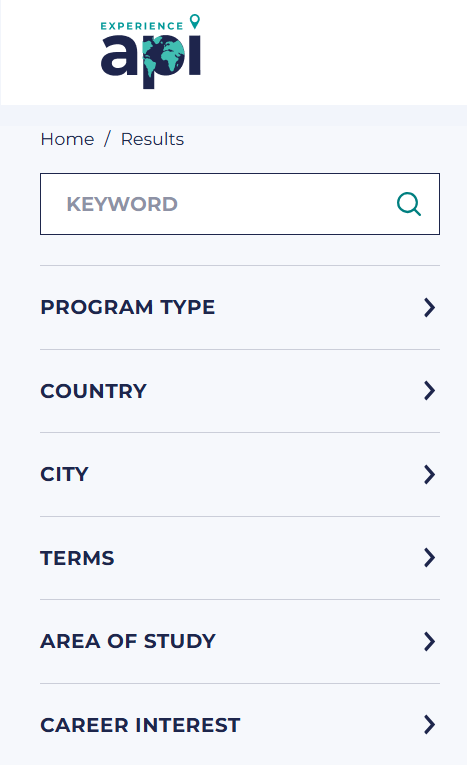 EXPERIENCE
api
Home / Results
KEYWORD
PROGRAM TYPE
COUNTRY
CITY
TERMS
AREA OF STUDY
CAREER INTEREST